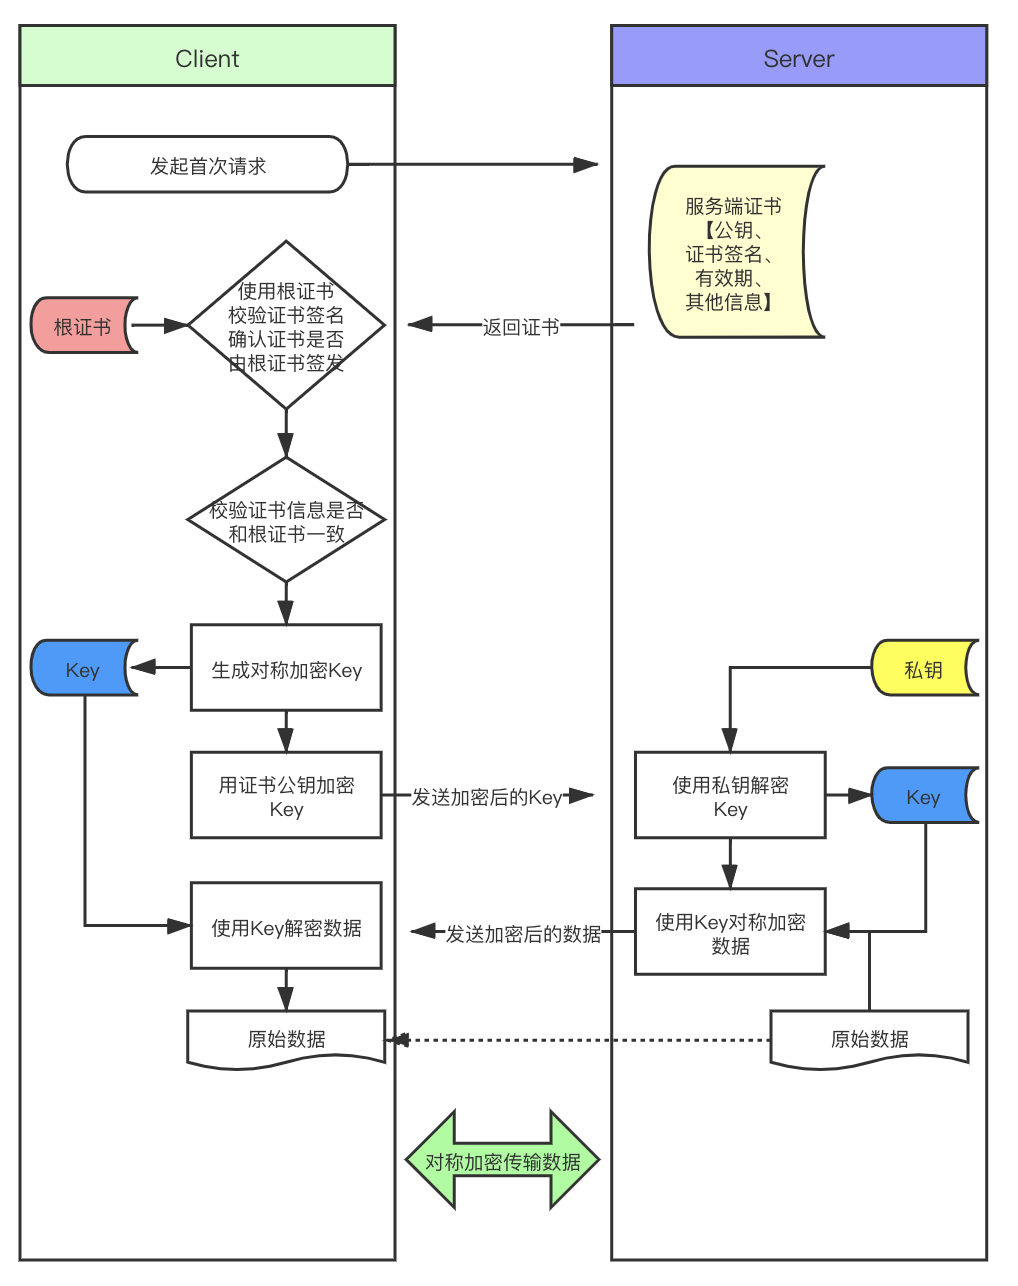 Client
Server
发起首次请求
服务端证书
【公钥、
证书签名、
有效期、
其他信息】
使用根证书
校验证书签名
确认证书是否
由根证书签发
根证书
返回证书
校验证书信息是否
和根证书一致
Key
生成对称加密Key
私钥
用证书公钥加密
Key
发送加密后的Key
使用私钥解密
Key
Key
使用Key解密数据
发送加密后的数据
使用Key对称加密
数据
原始数据
原始数据
对称加密传输数据